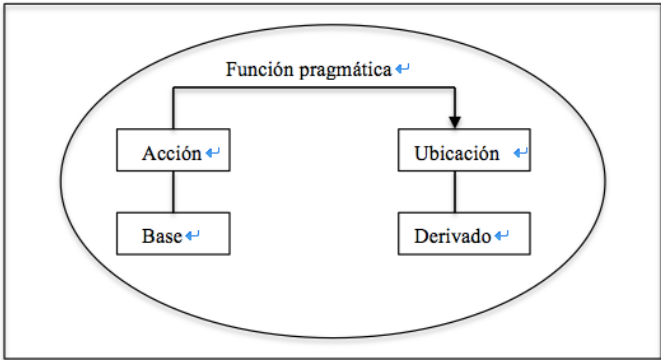 Función pragmática
Acción
Ubicación
Base
Derivado